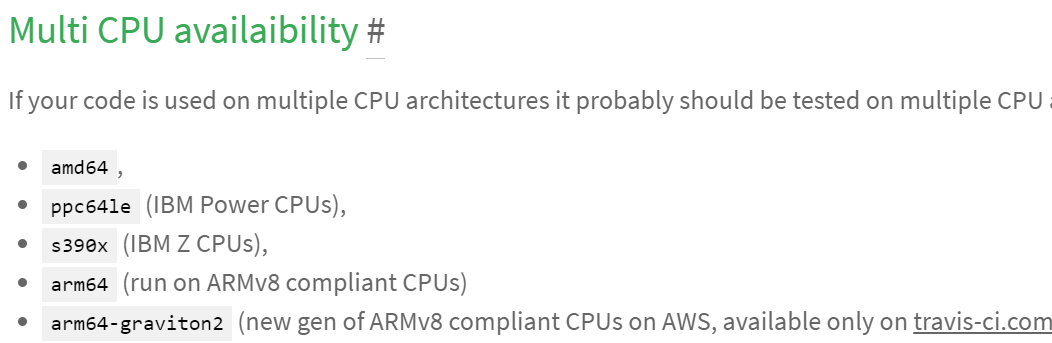 Multi CPU availaibility #
If your code is used on multiple CPU architectures it probably should be tested on multiple CPU
amd64,
ppc64le (IBM Power CPUs),
s390x (IBM Z CPUs),
arm64 (run on ARMv8 compliant CPUs)
arm64-graviton2 (new gen of ARMv8 compliant CPUs on AWS, available only on travis-ci.com